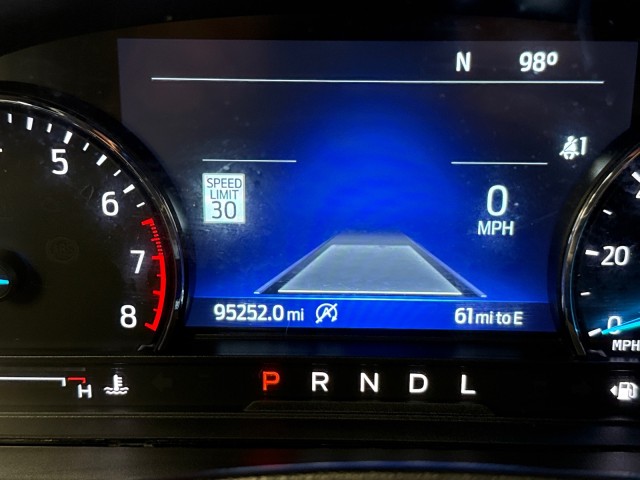 N 98°
5
6
7
8
SPEED
LIMIT
30
1
0
MPH
20
0
MPH
95252.0 mi
61 mi to E
H
P R N D L